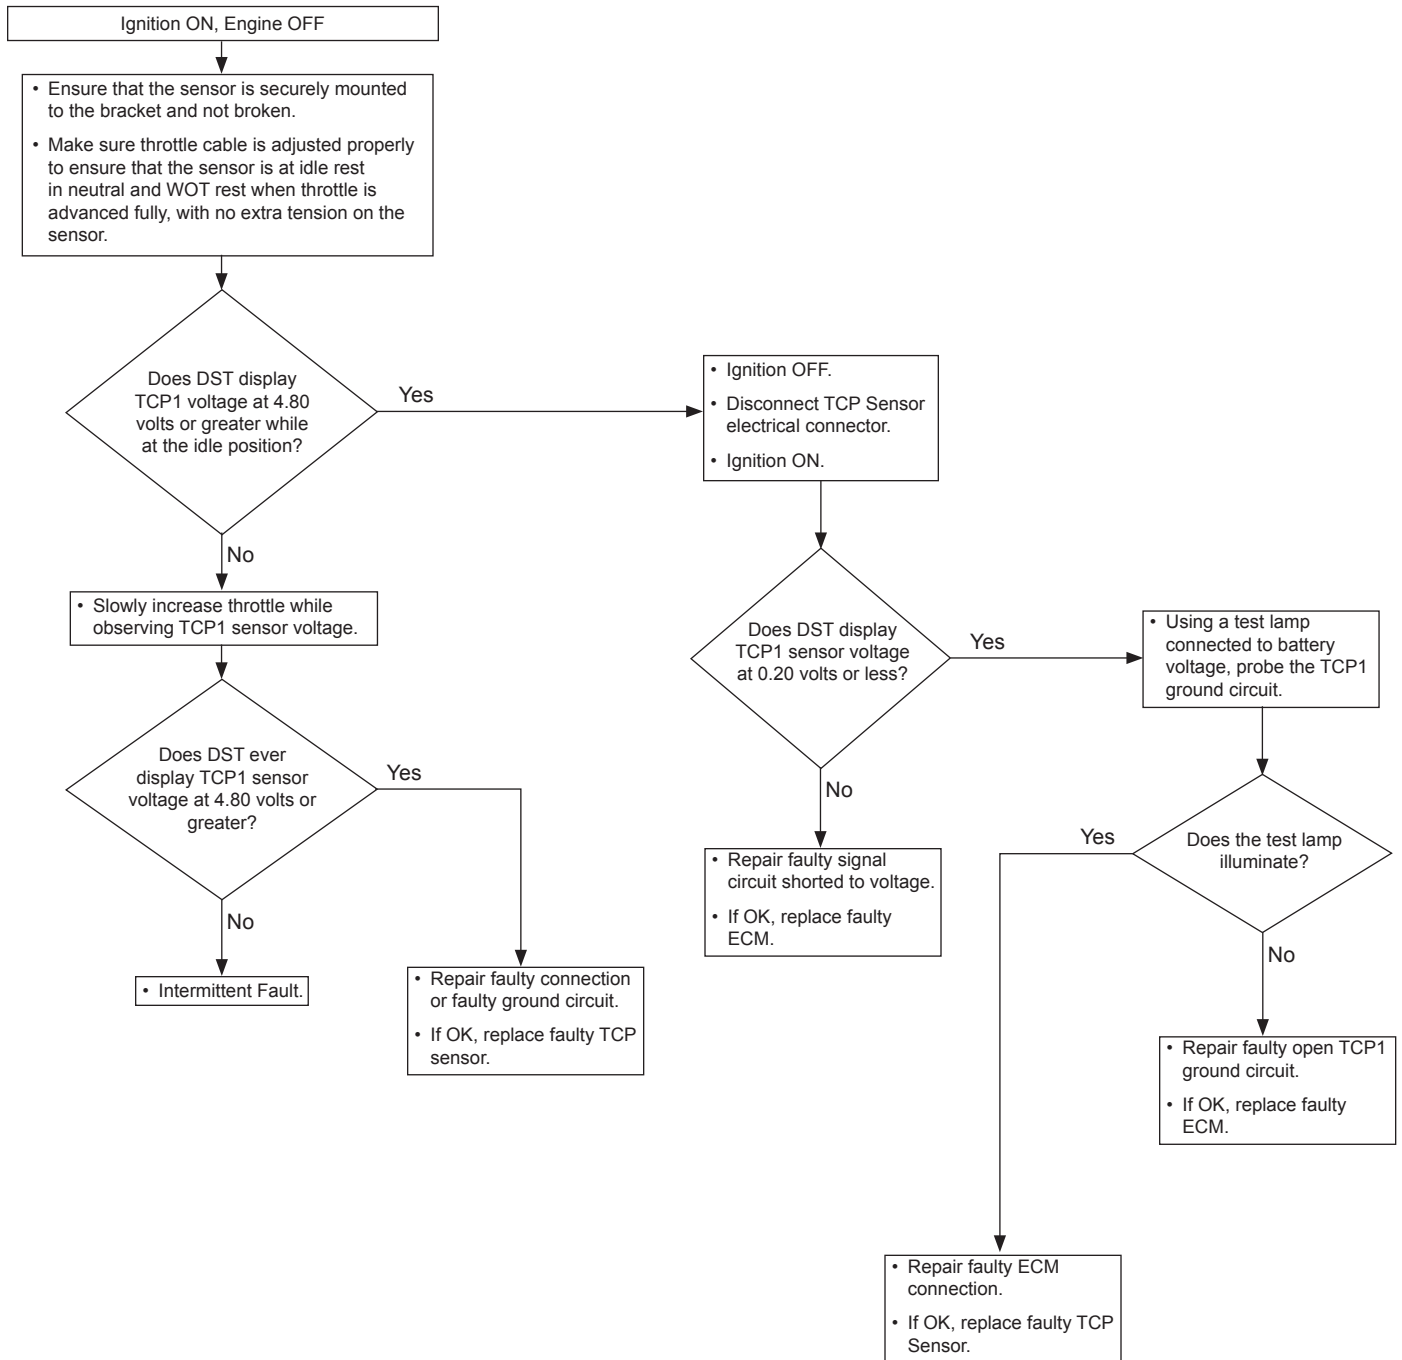 Ignition ON, Engine OFF
• Ensure that the sensor is securely mounted
to the bracket and not broken.
• Make sure throttle cable is adjusted properly
to ensure that the sensor is at idle rest
in neutral and WOT rest when throttle is
advanced fully, with no extra tension on the
sensor.
Does DST display
TCP1 voltage at 4.80
volts or greater while
at the idle position?
Yes
• Ignition OFF.
• Disconnect TCP Sensor
electrical connector.
• Ignition ON.
No
• Slowly increase throttle while
observing TCP1 sensor voltage.
Does DST display
TCP1 sensor voltage
at 0.20 volts or less?
Yes
• Using a test lamp
connected to battery
voltage, probe the TCP1
ground circuit.
Does DST ever
display TCP1 sensor
voltage at 4.80 volts or
greater?
Yes
No
• Repair faulty signal
circuit shorted to voltage.
• If OK, replace faulty
ECM.
Yes
Does the test lamp
illuminate?
No
• Intermittent Fault.
• Repair faulty connection
or faulty ground circuit.
• If OK, replace faulty TCP
sensor.
No
• Repair faulty open TCP1
ground circuit.
• If OK, replace faulty
ECM.
• Repair faulty ECM
connection.
• If OK, replace faulty TCP
Sensor.